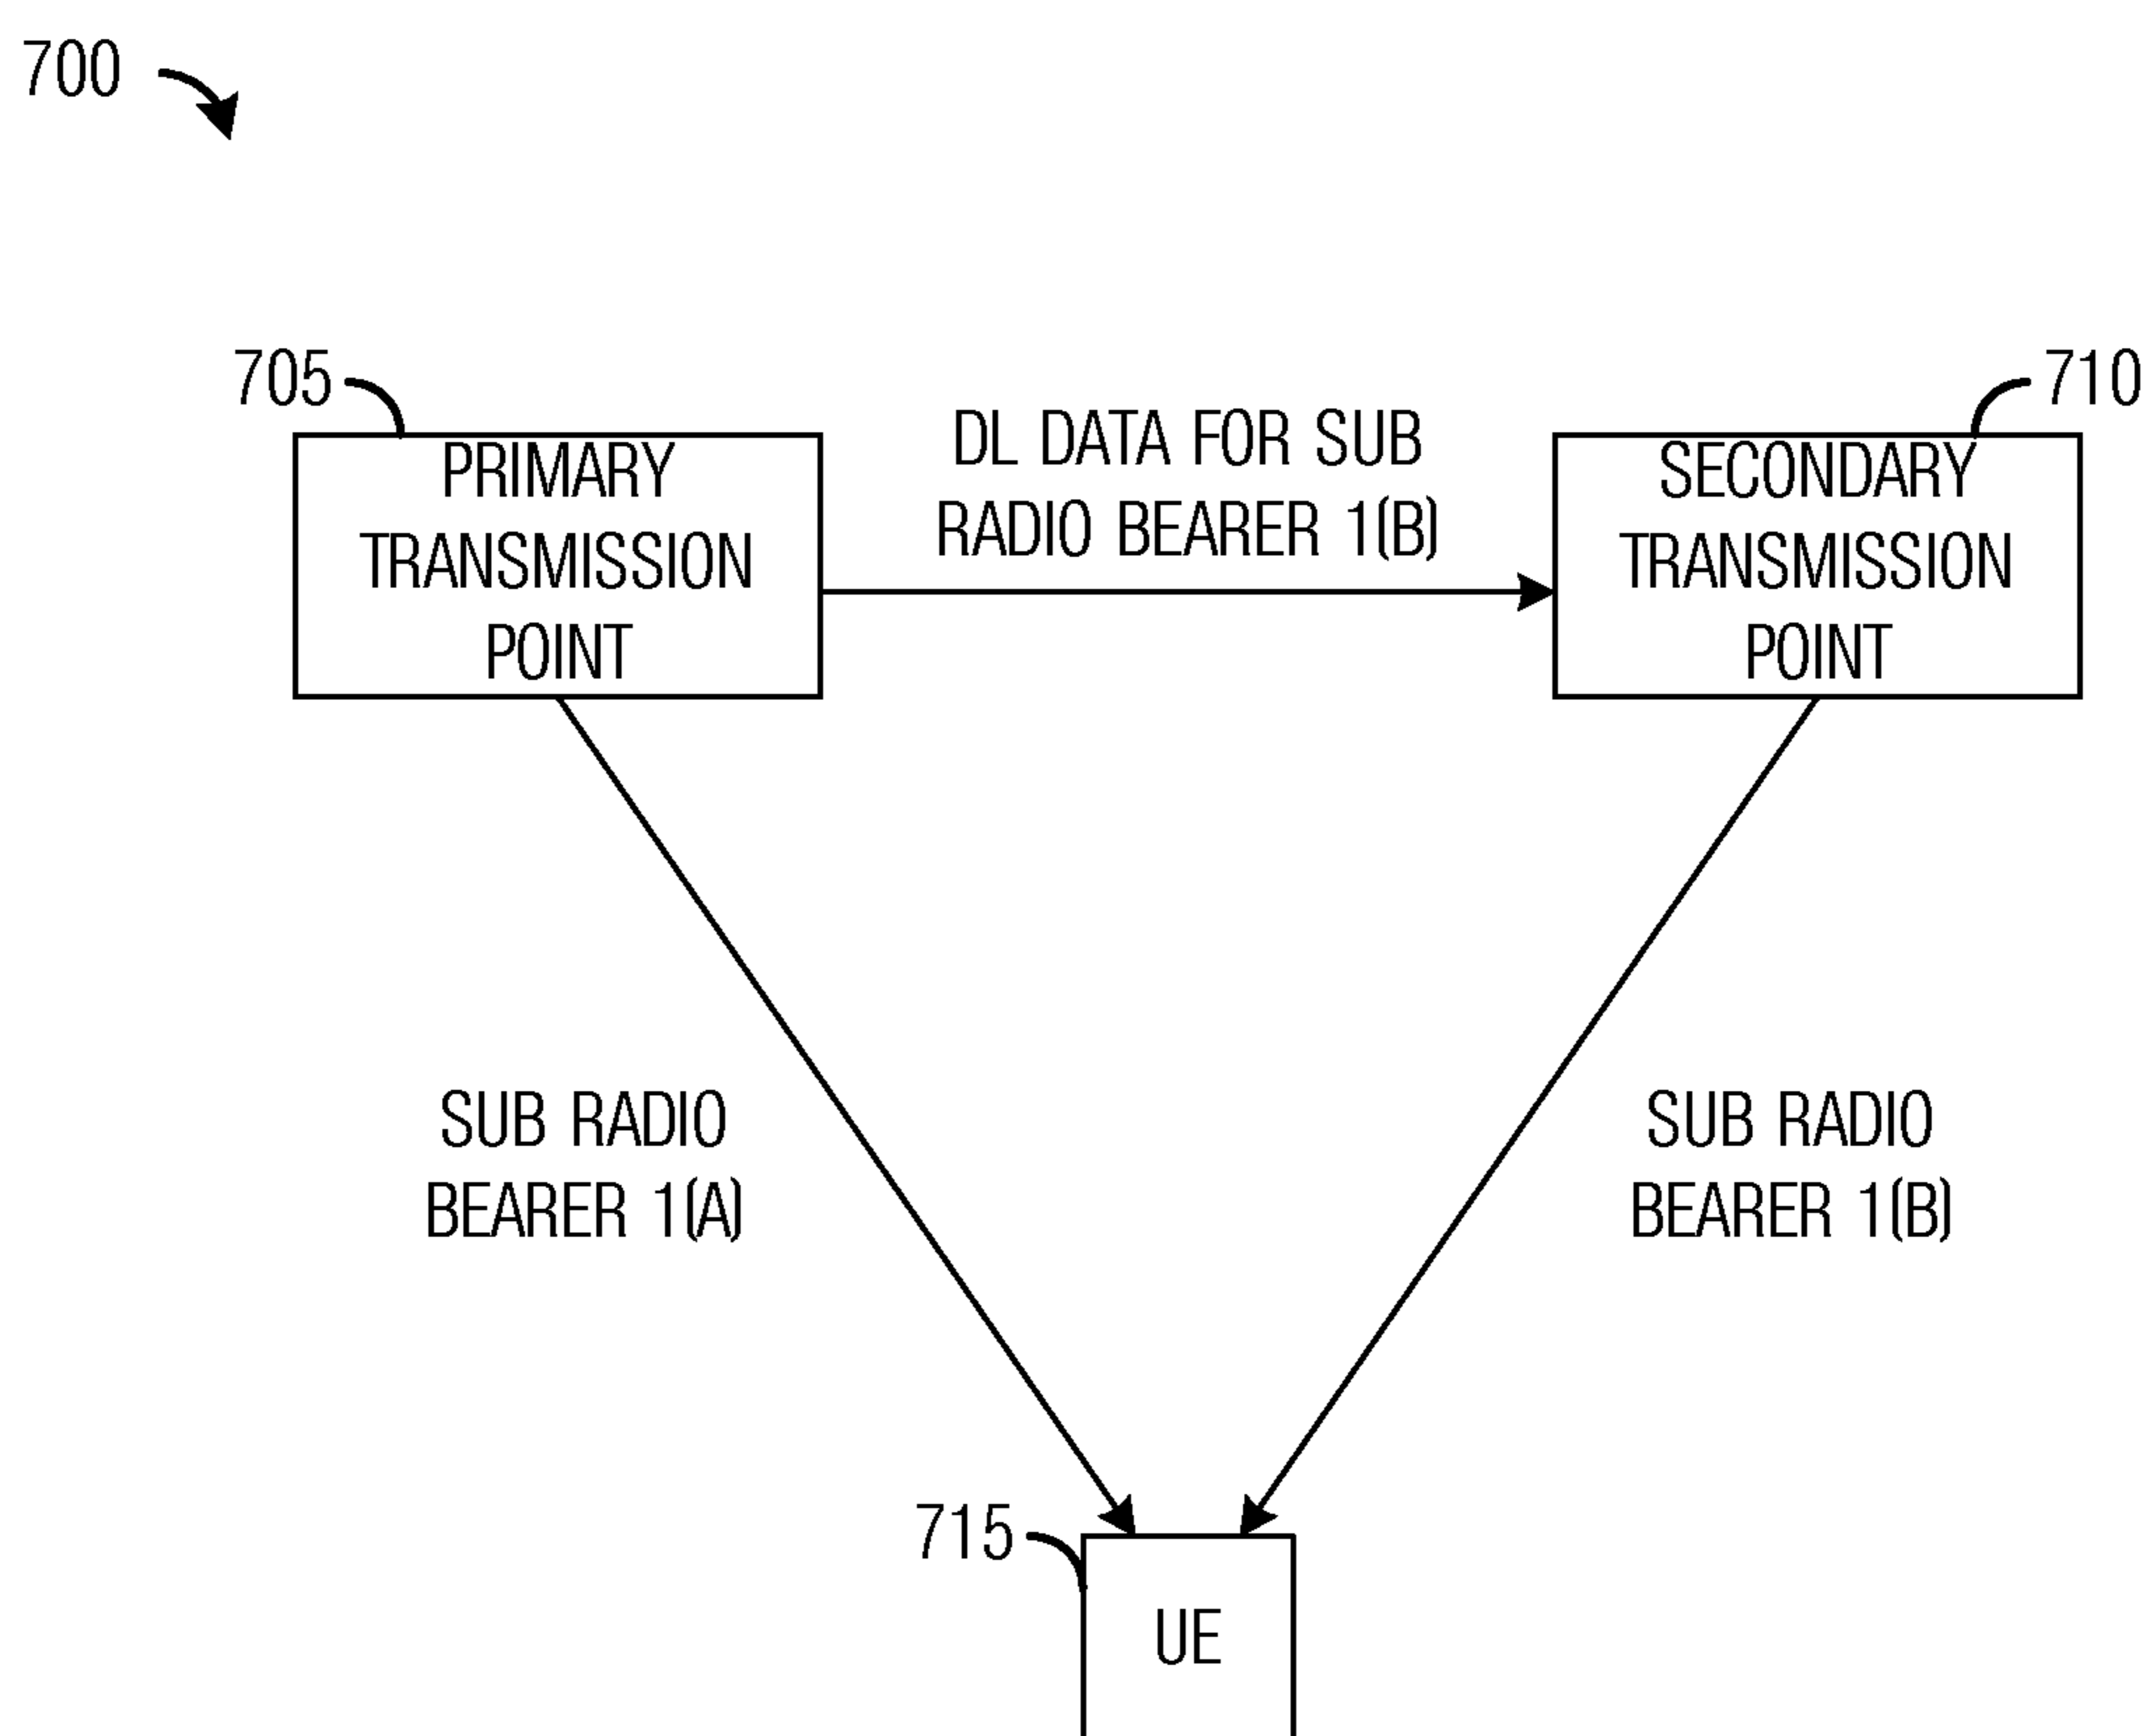 700
705
710
PRIMARY
TRANSMISSION
POINT
DL DATA FOR SUB
RADIO BEARER 1(B)
SECONDARY
TRANSMISSION
POINT
SUB RADIO
BEARER 1(A)
SUB RADIO
BEARER 1(B)
715
UE